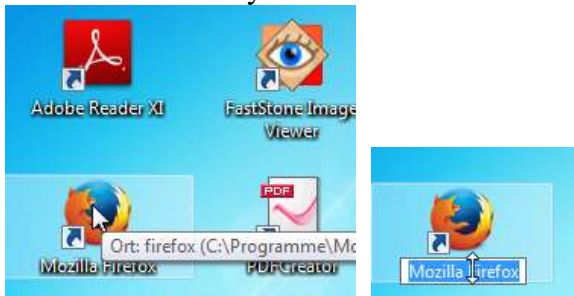 Adobe Reader XI
FastStone Image
Viewer
PDF
Ort: firefox (C:\Programme\Mo
Mozilla Firefox
PDFCreator
Mozilla Firefox